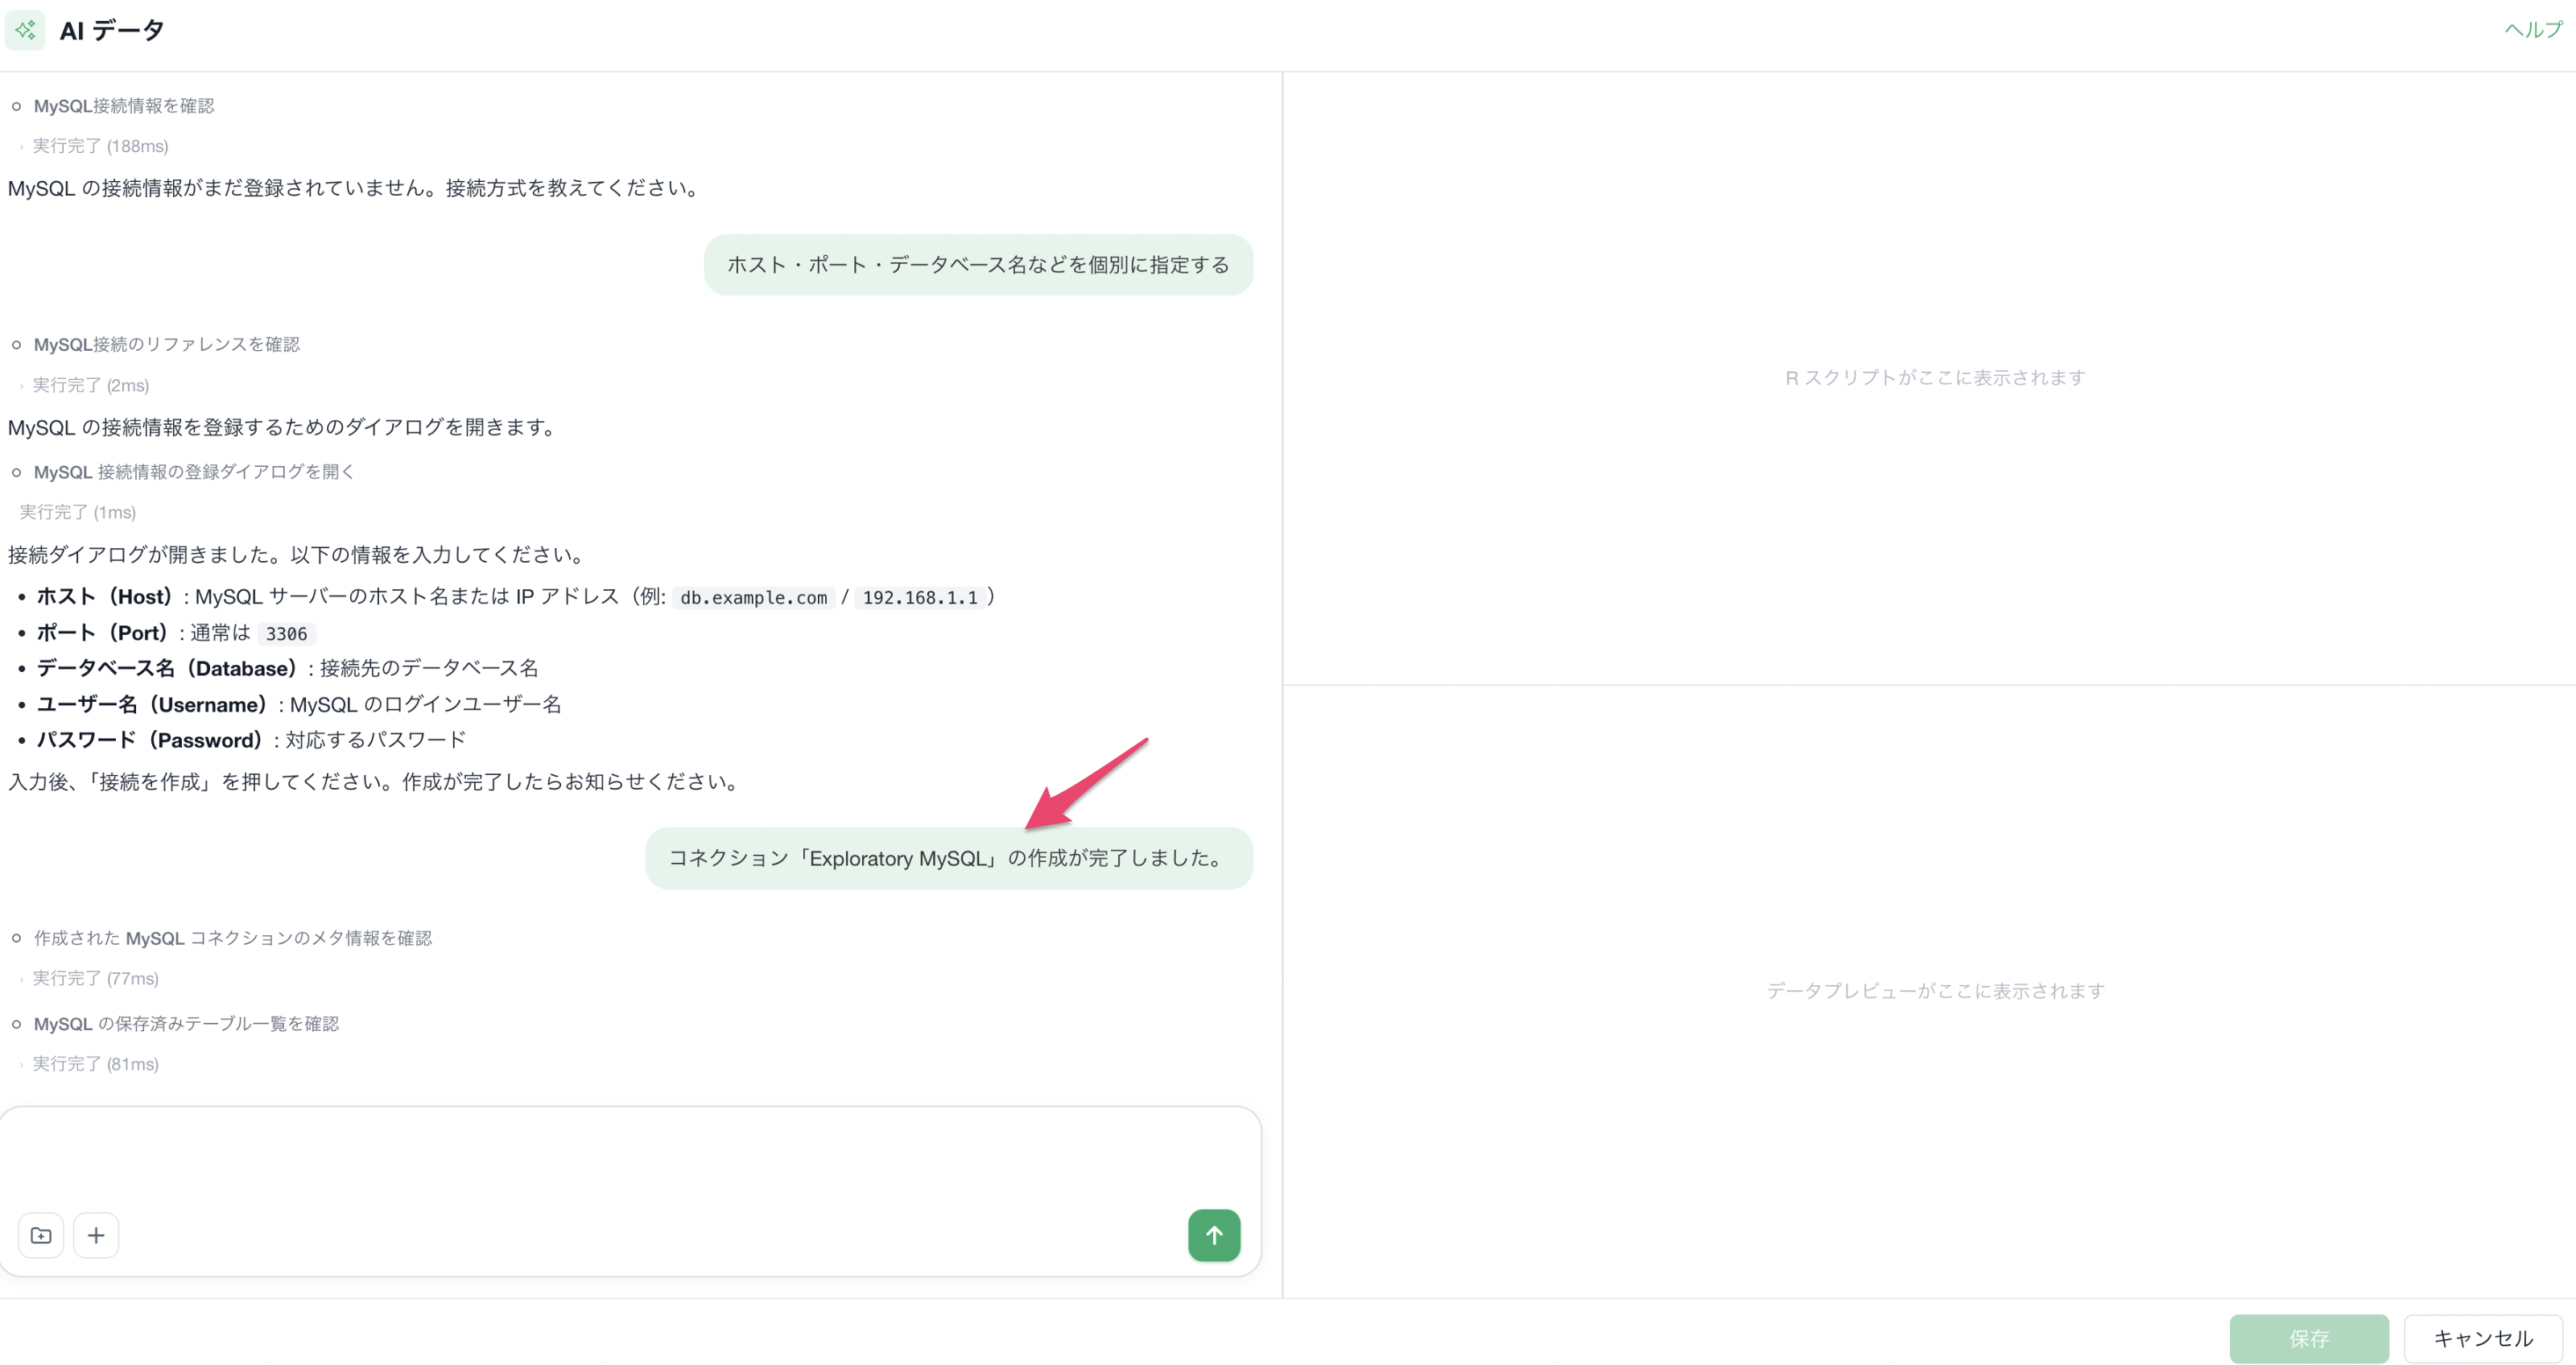 AI データ
ヘルプ
MySQL接続情報を確認
実行完了 (188ms)
MySQL の接続情報がまだ登録されていません。接続方式を教えてください。
ホスト・ポート・データベース名などを個別に指定する
MySQL接続のリファレンスを確認
実行完了 (2ms)
MySQL の接続情報を登録するためのダイアログを開きます。
MySQL 接続情報の登録ダイアログを開く
実行完了 (1ms)
接続ダイアログが開きました。以下の情報を入力してください。
• ホスト（Host）: MySQL サーバーのホスト名または IP アドレス（例: db.example.com / 192.168.1.1 ）
• ポート（Port）: 通常は 3306
• データベース名（Database）: 接続先のデータベース名
• ユーザー名（Username）: MySQL のログインユーザー名
• パスワード（Password）: 対応するパスワード
入力後、「接続を作成」を押してください。作成が完了したらお知らせください。
コネクション「Exploratory MySQL」の作成が完了しました。
作成された MySQL コネクションのメタ情報を確認
実行完了 (77ms)
MySQL の保存済みテーブル一覧を確認
実行完了 (81ms)
R スクリプトがここに表示されます
データプレビューがここに表示されます
保存
キャンセル